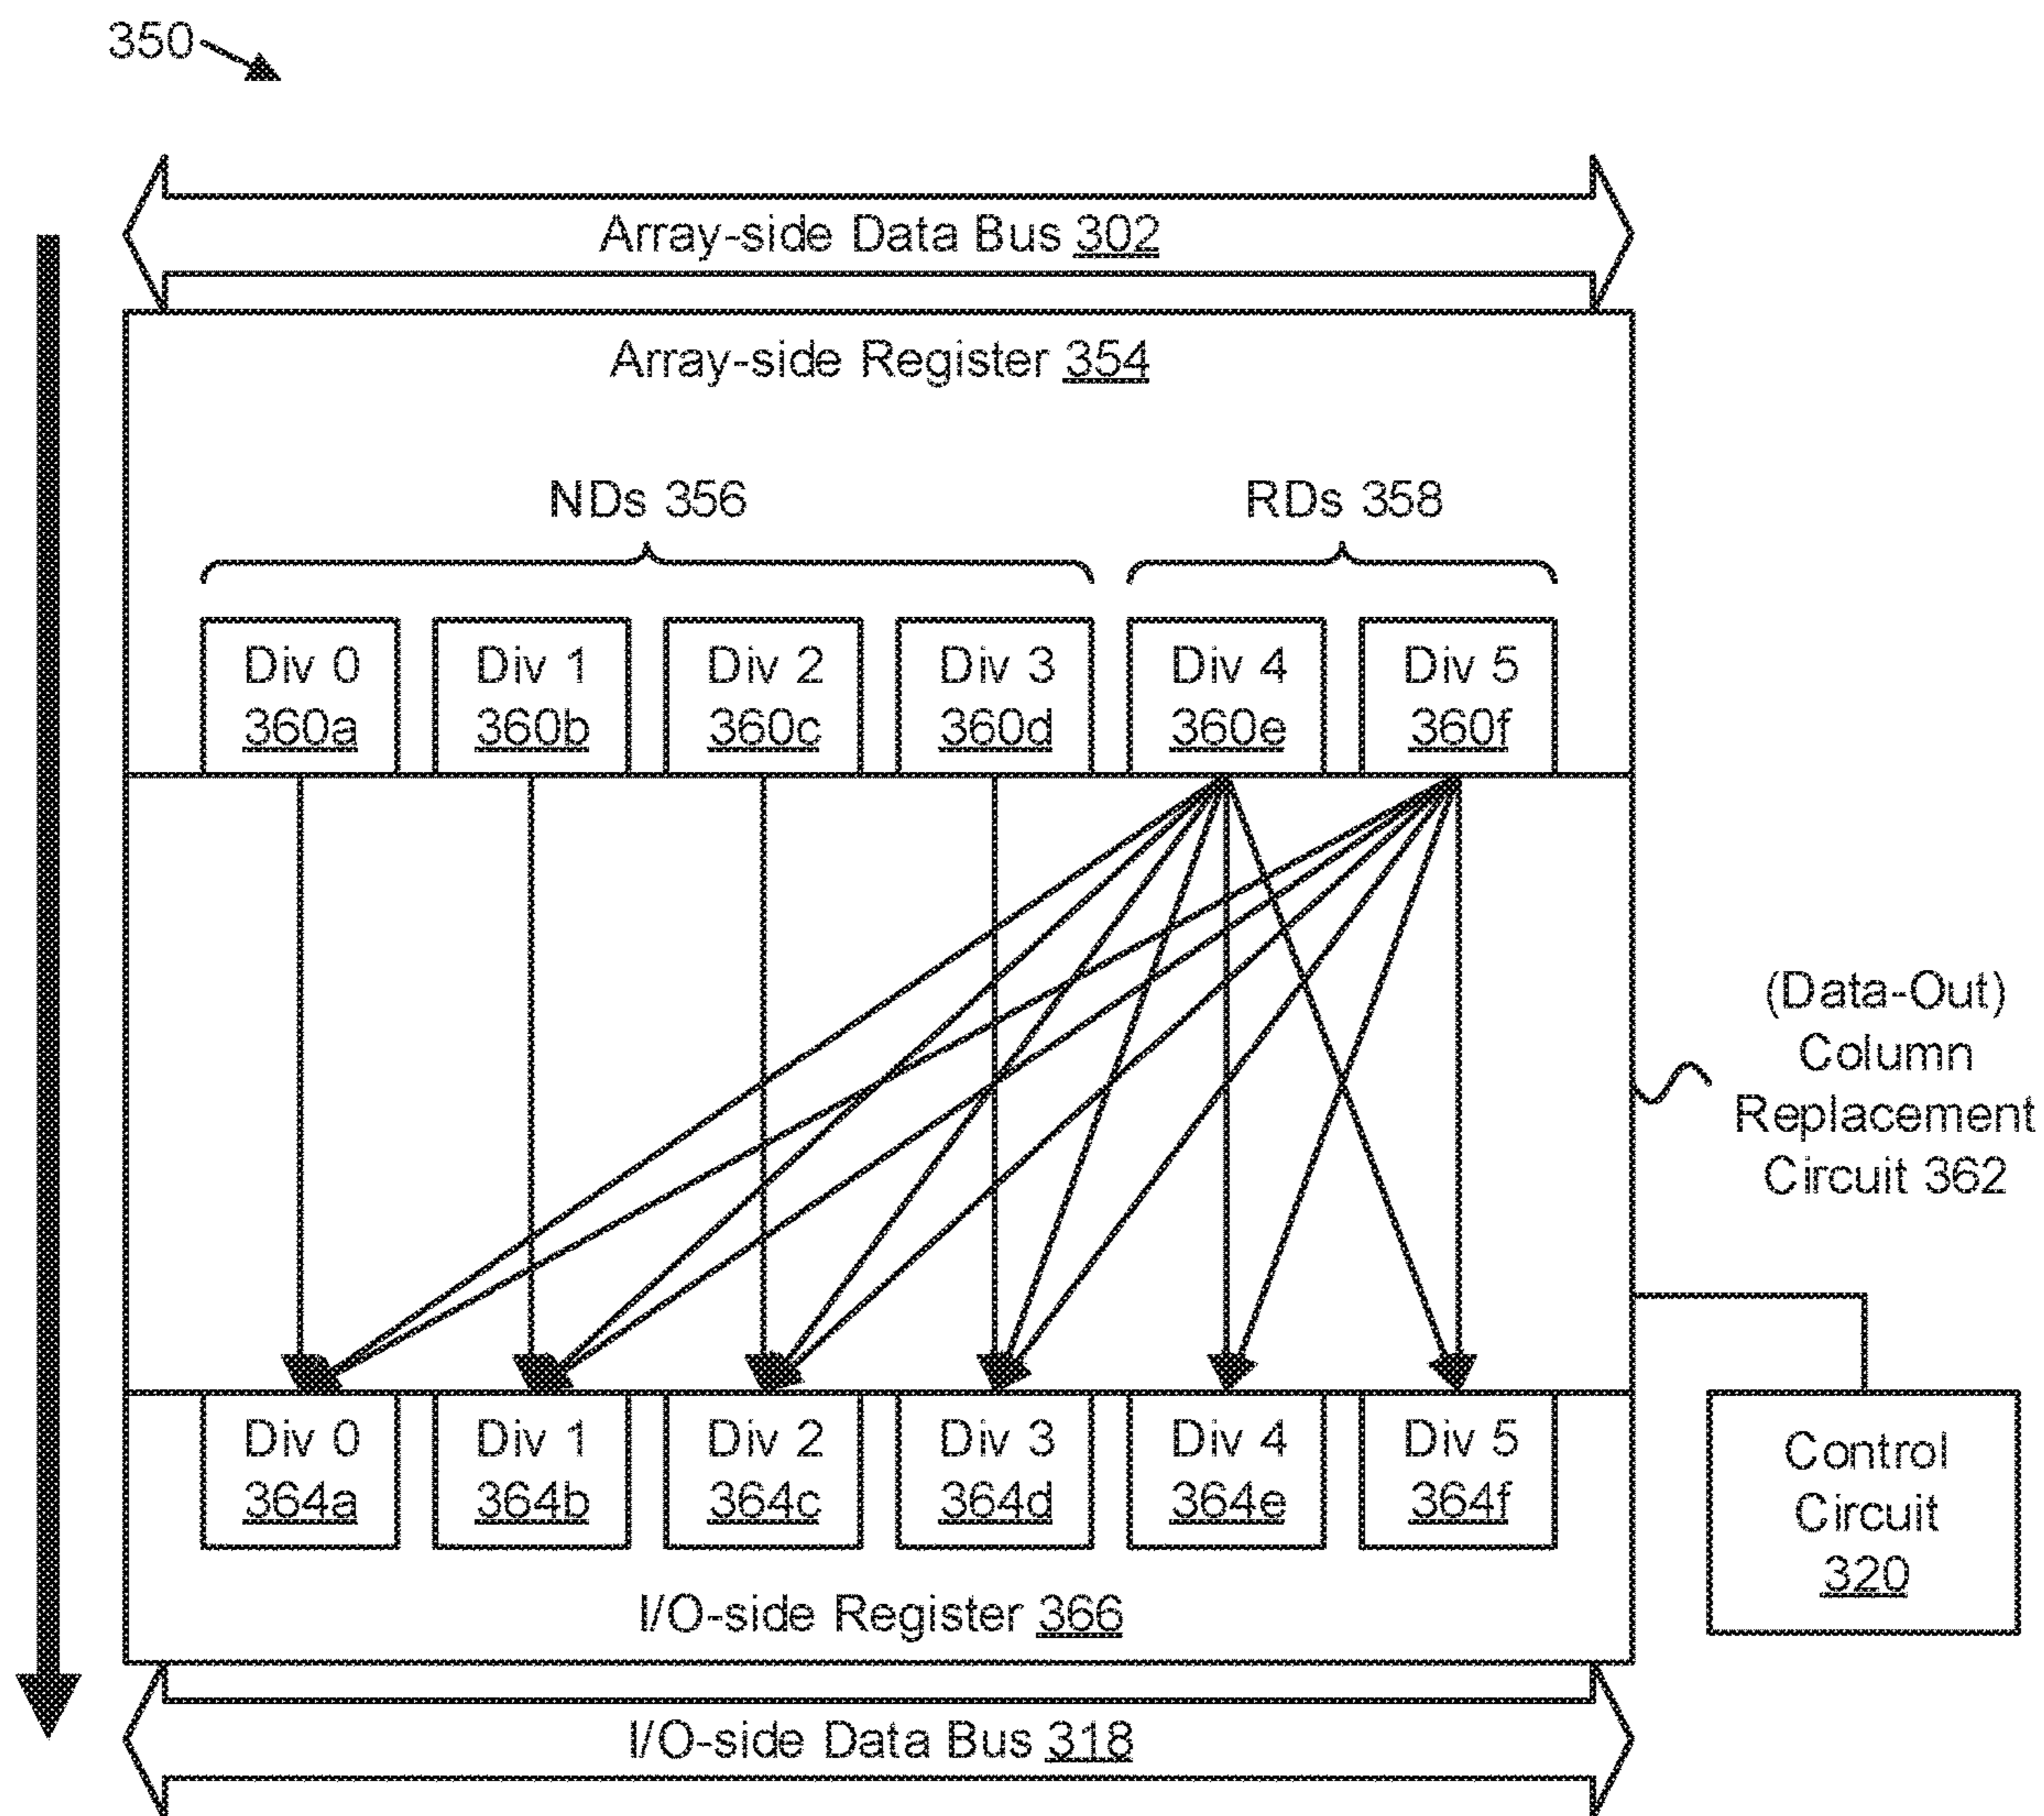 350
Array-side Data Bus 302
Array-side Register 354
NDs 356
RDs 358
Div 0
360a
Div 1
360b
Div 2
360c
Div 3
360d
Div 4
360e
Div 5
360f
(Data-Out)
Column
Replacement
Circuit 362
Div 0
364a
Div 1
364b
Div 2
364c
Div 3
364d
Div 4
364e
Div 5
364f
Control
Circuit
320
I/O-side Register 366
I/O-side Data Bus 318